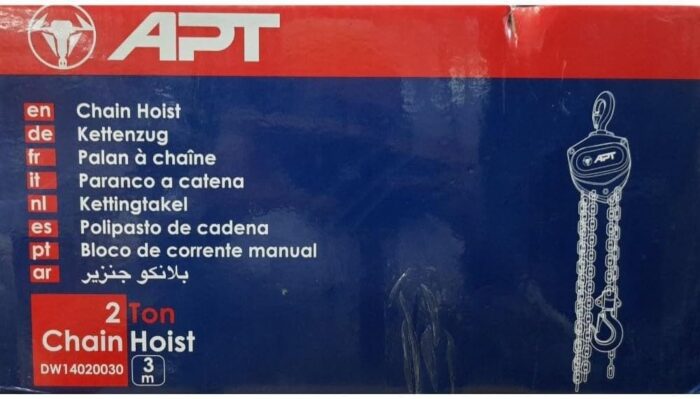 APT
en Chain Hoist
de Kettenzug
fr Palan à chaîne
it Paranco a catena
nl Kettingtakel
es Polipasto de cadena
pt Bloco de corrente manual
ar بلانكو جنزير
APT
2 Ton
Chain Hoist
DW14020030
3 m